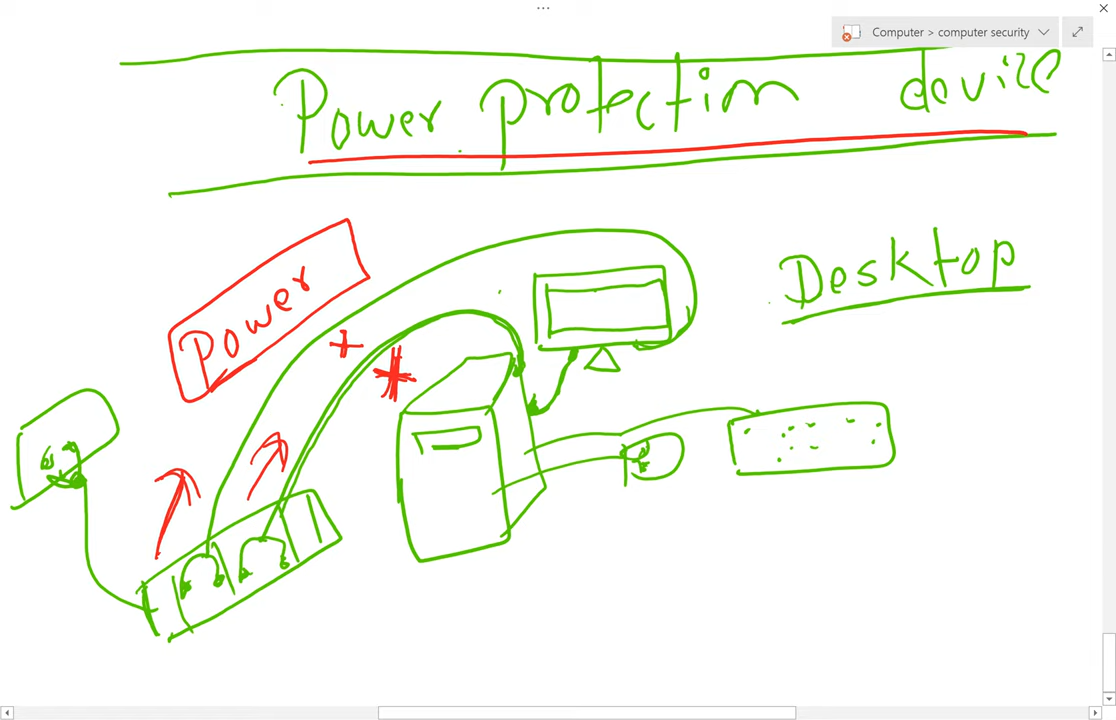 Computer > computer security
Power protection device
Power
Desktop